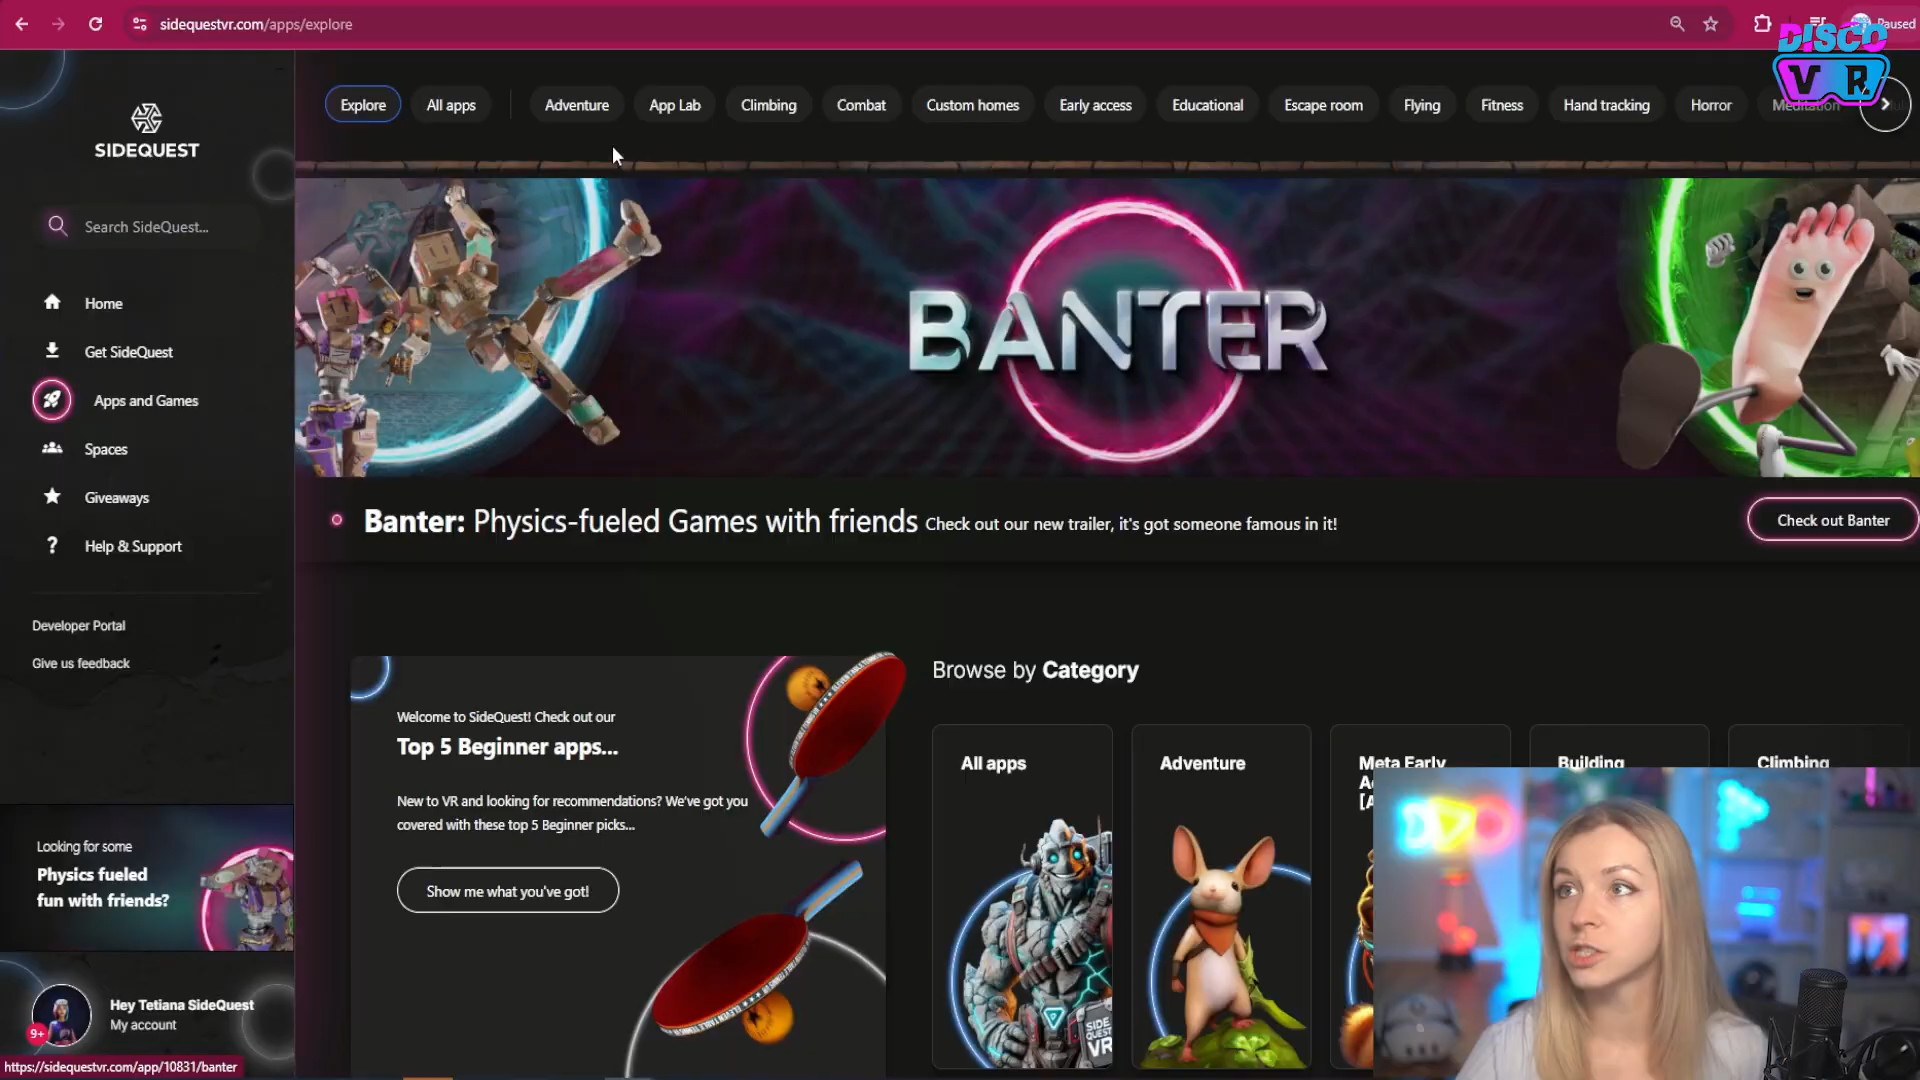 sidequestvr.com/apps/explore
Paused
DISCO
VR
SIDEQUEST
Search SideQuest...
Home
Get SideQuest
Apps and Games
Spaces
Giveaways
Help & Support
Developer Portal
Give us feedback
Looking for some
Physics fueled
fun with friends?
9+
Hey Tetiana SideQuest
My account
https://sidequestvr.com/app/10831/banter
Explore
All apps
Adventure
App Lab
Climbing
Combat
Custom homes
Early access
Educational
Escape room
Flying
Fitness
Hand tracking
Horror
Meditation
BANTER
Banter: Physics-fueled Games with friends Check out our new trailer, it's got someone famous in it!
Check out Banter
Welcome to SideQuest! Check out our
Top 5 Beginner apps...
New to VR and looking for recommendations? We've got you
covered with these top 5 Beginner picks...
Show me what you've got!
Browse by Category
All apps
Adventure
Meta Early
Building
Climbing
SIDE
QUEST
VR